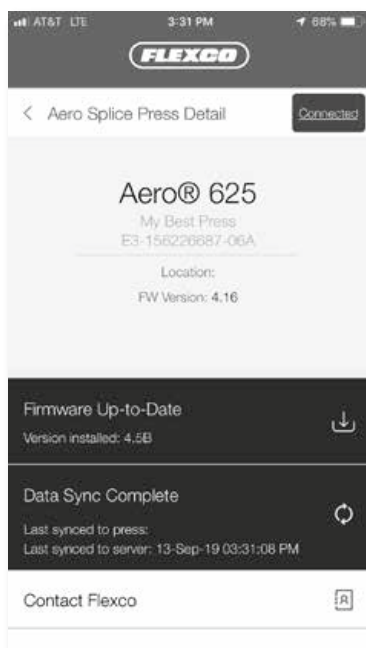 AT&T LTE 3:31 PM 68%
FLEXCO
< Aero Splice Press Detail Connected
Aero® 625
My Best Press
E3-156226687-06A
Location:
FW Version: 4.16
Firmware Up-to-Date
Version installed: 4.5B
Data Sync Complete
Last synced to press:
Last synced to server: 13-Sep-19 03:31:08 PM
Contact Flexco